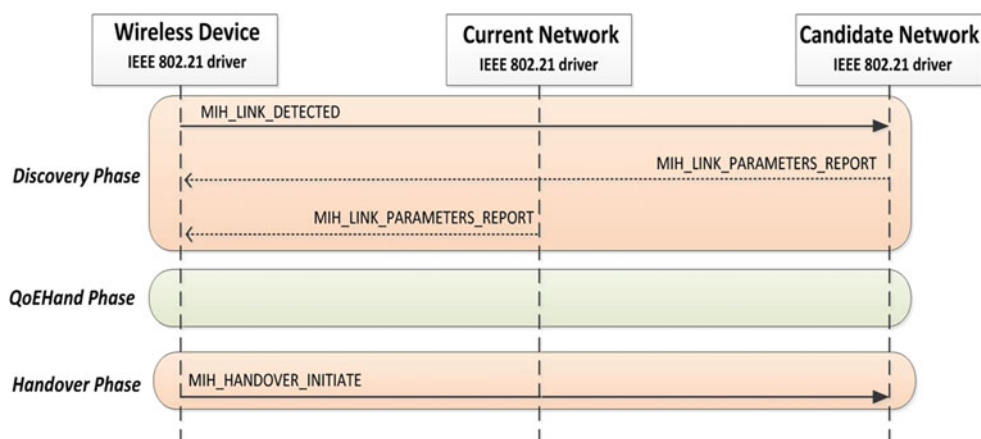 Wireless Device
IEEE 802.21 driver
Current Network
IEEE 802.21 driver
Candidate Network
IEEE 802.21 driver
MIH_LINK_DETECTED
Discovery Phase
MIH_LINK_PARAMETERS_REPORT
MIH_LINK_PARAMETERS_REPORT
QoEHand Phase
Handover Phase
MIH_HANDOVER_INITIATE